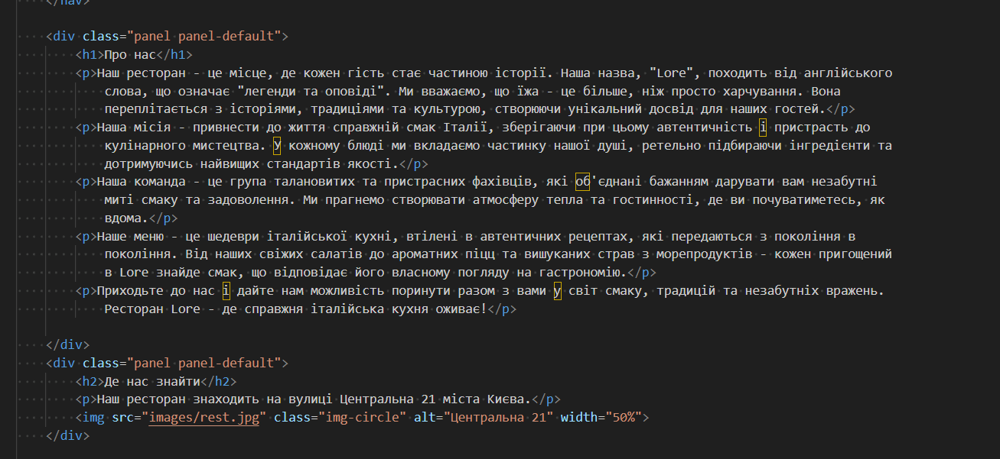 </nav>
<div class="panel panel-default">
<h1>Про нас</h1>
<p>Наш ресторан - це місце, де кожен гість стає частиною історії. Наша назва, "Lore", походить від англійського
слова, що означає "легенди та оповіді". Ми вважаємо, що їжа - це більше, ніж просто харчування. Вона
переплітається з історіями, традиціями та культурою, створюючи унікальний досвід для наших гостей.</p>
<p>Наша місія - привнести до життя справжній смак Італії, зберігаючи при цьому автентичність і пристрасть до
кулінарного мистецтва. У кожному блюді ми вкладаємо частинку нашої душі, ретельно підбираючи інгредієнти та
дотримуючись найвищих стандартів якості.</p>
<p>Наша команда - це група талановитих та пристрасних фахівців, які об'єднані бажанням дарувати вам незабутні
миті смаку та задоволення. Ми прагнемо створювати атмосферу тепла та гостинності, де ви почуватиметесь, як
вдома.</p>
<p>Наше меню - це шедеври італійської кухні, втілені в автентичних рецептах, які передаються з покоління в
покоління. Від наших свіжих салатів до ароматних піцц та вишуканих страв з морепродуктів - кожен пригощений
в Lore знайде смак, що відповідає його власному погляду на гастрономію.</p>
<p>Приходьте до нас і дайте нам можливість поринути разом з вами у світ смаку, традицій та незабутніх вражень.
Ресторан Lore - де справжня італійська кухня оживає!</p>
</div>
<div class="panel panel-default">
<h2>Де нас знайти</h2>
<p>Наш ресторан знаходить на вулиці Центральна 21 міста Києва.</p>
<img src="images/rest.jpg" class="img-circle" alt="Центральна 21" width="50%">
</div>